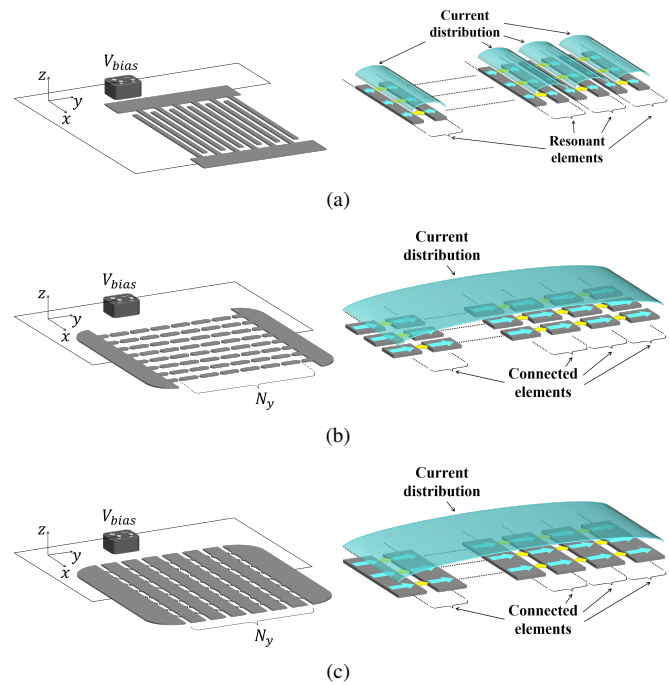 Current
distribution
V_bias
z
y
x
Resonant
elements
(a)
Current
distribution
V_bias
z
y
x
N_y
Connected
elements
(b)
Current
distribution
V_bias
z
y
x
N_y
Connected
elements
(c)